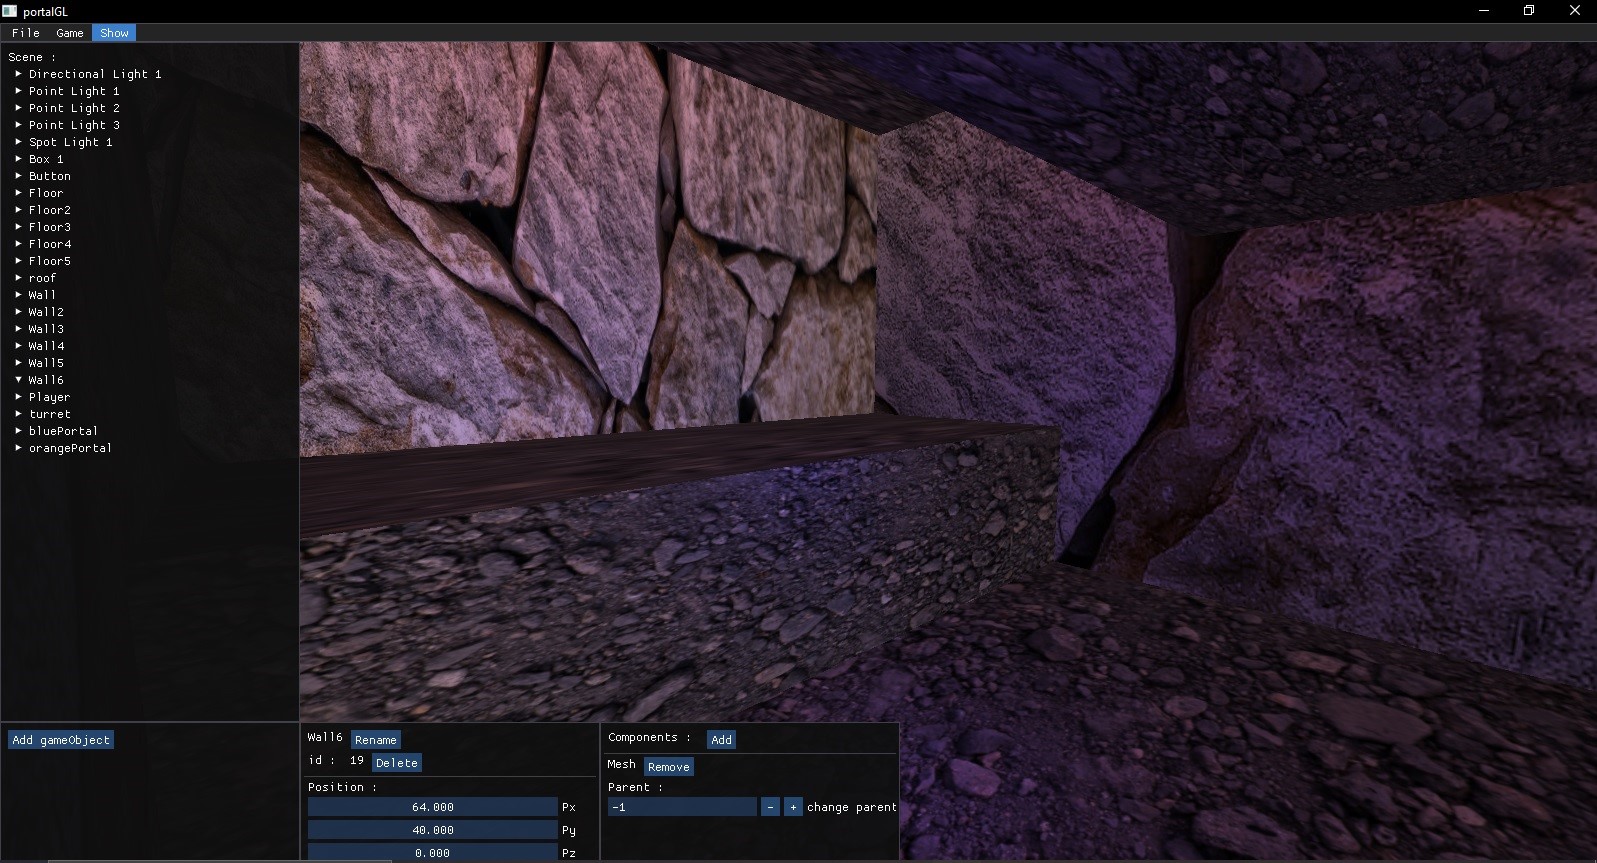 portalGL
File Game Show
Scene :
Directional Light 1
Point Light 1
Point Light 2
Point Light 3
Spot Light 1
Box 1
Button
Floor
Floor2
Floor3
Floor4
Floor5
roof
Wall
Wall2
Wall3
Wall4
Wall5
Wall6
Player
turret
bluePortal
orangePortal
Add gameObject
Wall6 Rename
id : 19 Delete
Position :
64.000 Px
40.000 Py
0.000 Pz
Components : Add
Mesh Remove
Parent :
-1 - + change parent